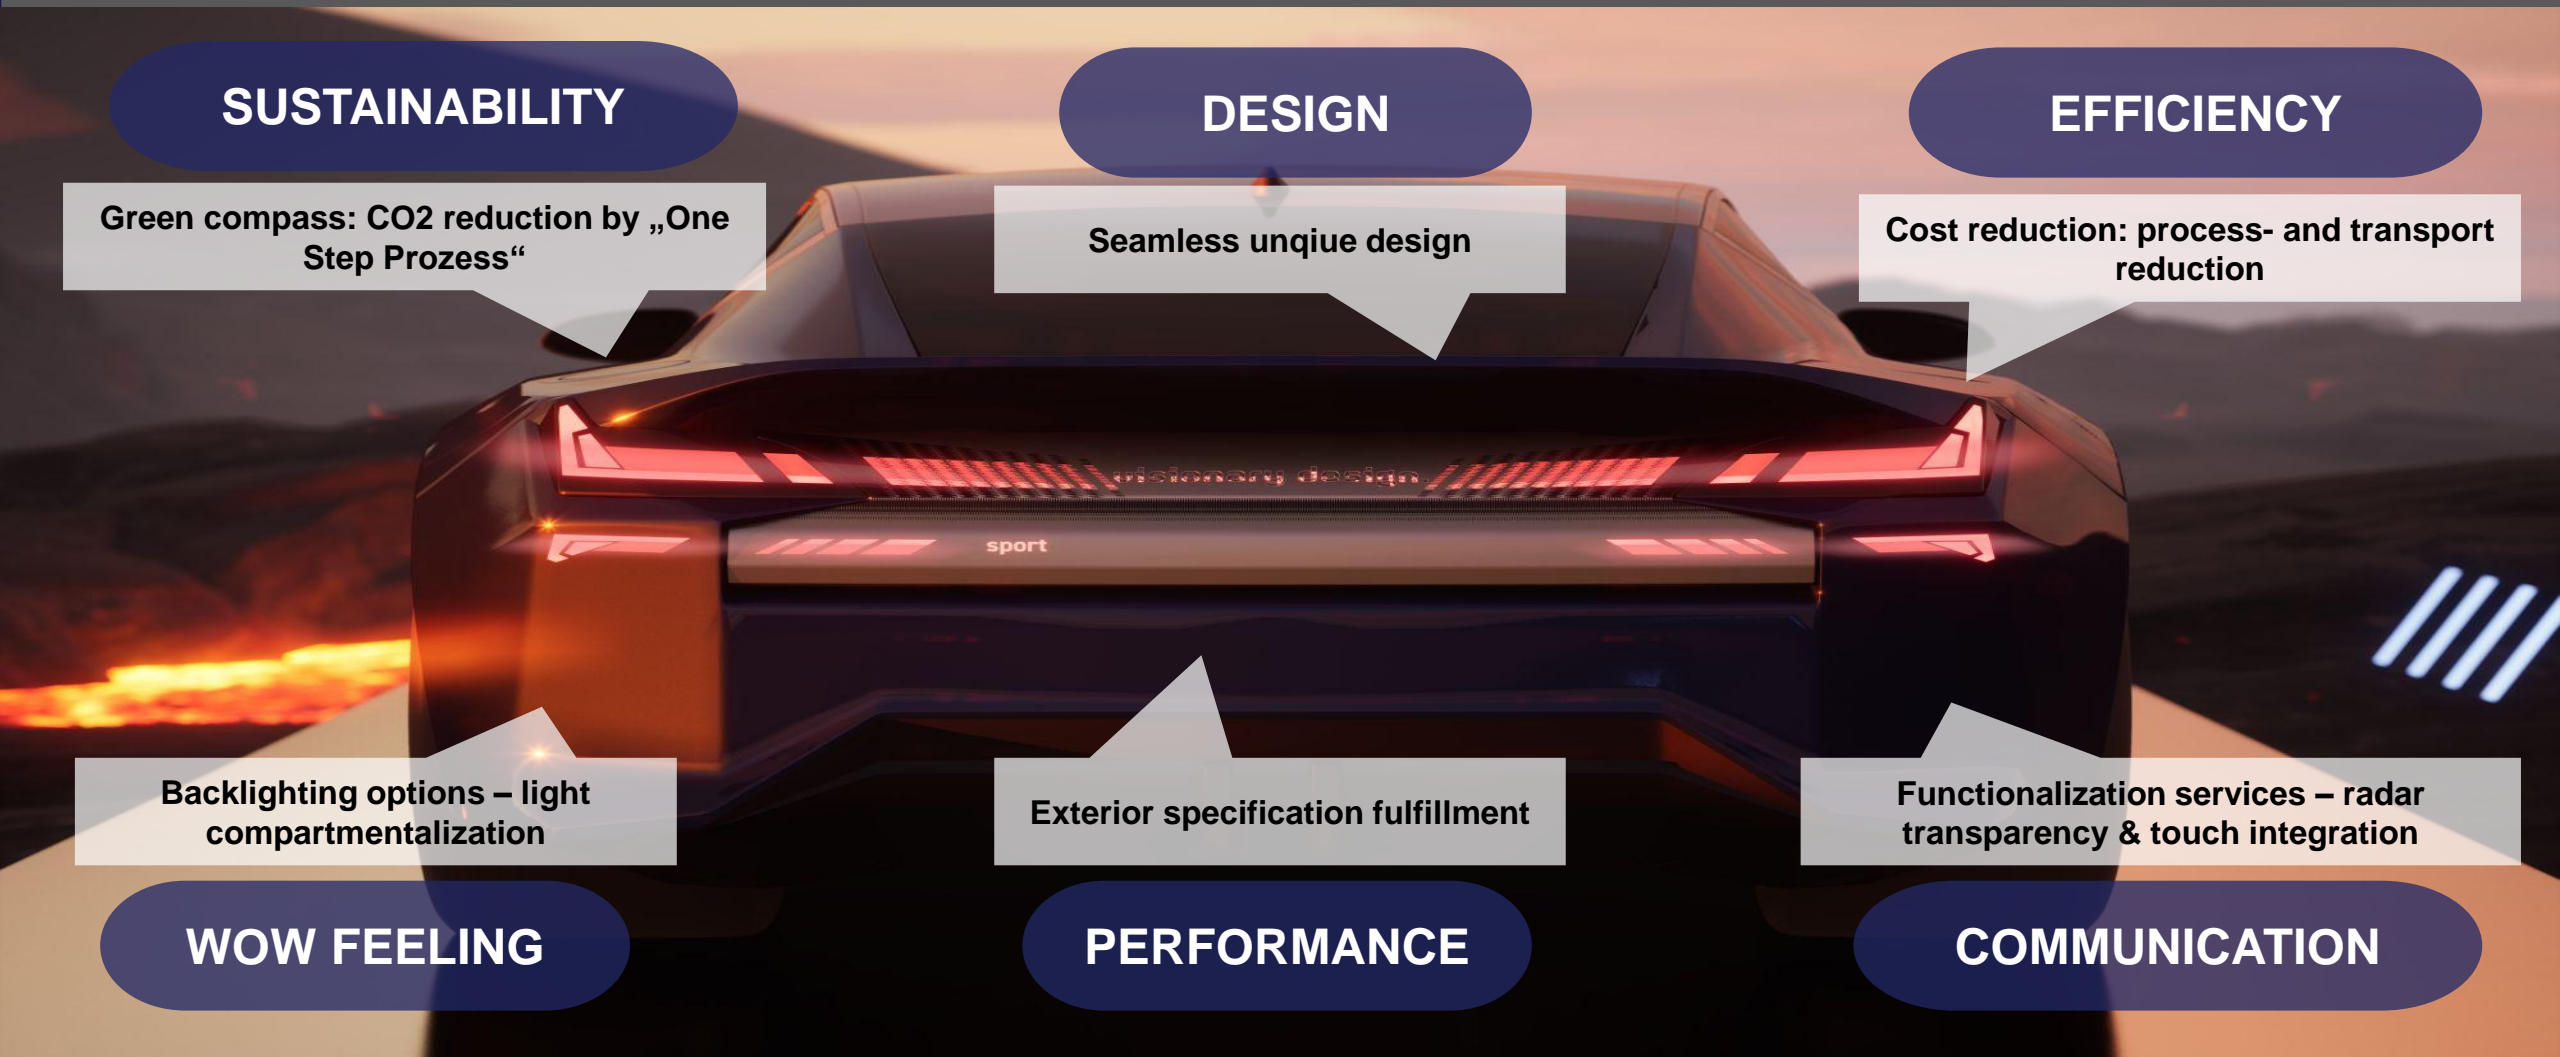 SUSTAINABILITY
Green compass: CO2 reduction by „One
Step Prozess“
DESIGN
Seamless unqiue design
EFFICIENCY
Cost reduction: process- and transport
reduction
visionary design
sport
Backlighting options – light
compartmentalization
WOW FEELING
Exterior specification fulfillment
PERFORMANCE
Functionalization services – radar
transparency & touch integration
COMMUNICATION